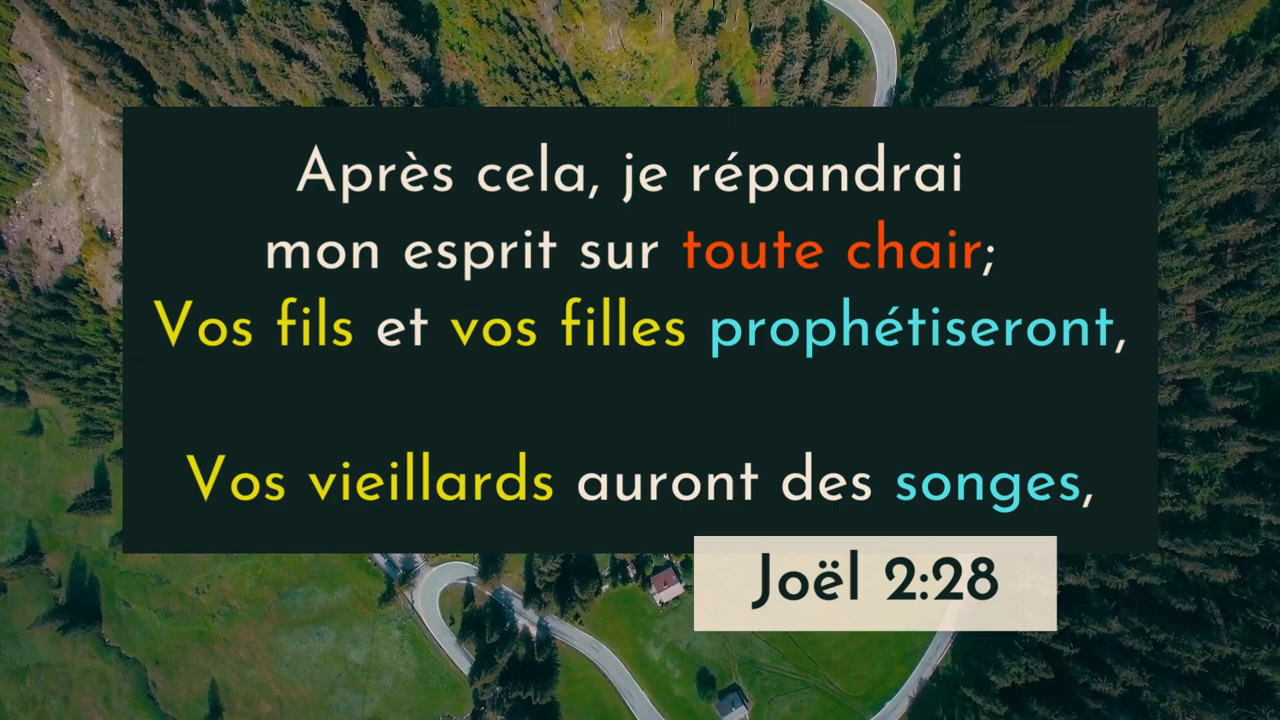 Après cela, je répandrai
mon esprit sur toute chair;
Vos fils et vos filles prophétiseront,
Vos vieillards auront des songes,
Joël 2:28